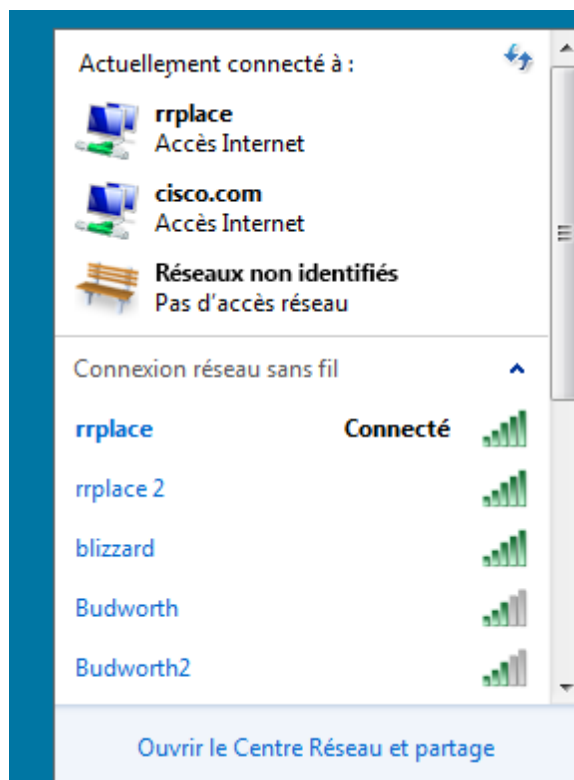 Actuellement connecté à :
rrplace
Accès Internet
cisco.com
Accès Internet
Réseaux non identifiés
Pas d'accès réseau
Connexion réseau sans fil
rrplace Connecté
rrplace 2
blizzard
Budworth
Budworth2
Ouvrir le Centre Réseau et partage